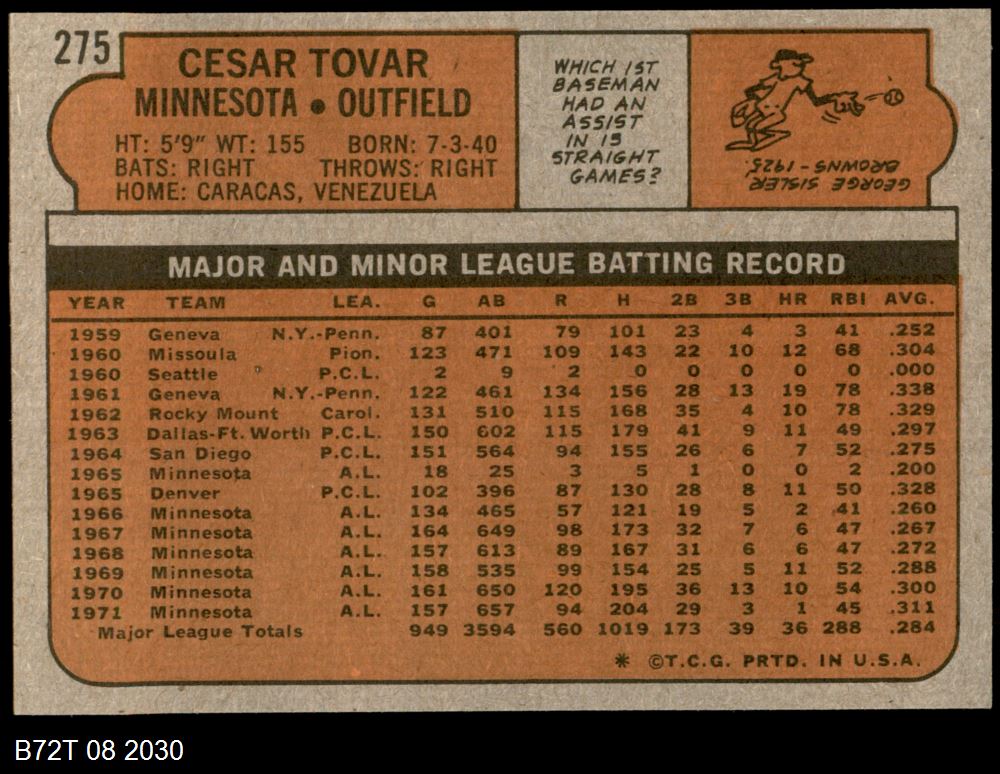 275
CESAR TOVAR
MINNESOTA • OUTFIELD
HT: 5'9" WT: 155 BORN: 7-3-40
BATS: RIGHT THROWS: RIGHT
HOME: CARACAS, VENEZUELA
WHICH 1ST
BASEMAN
HAD AN
ASSIST
IN 13
STRAIGHT
GAMES?
GEORGE SISLER
BROWNS - 1925
MAJOR AND MINOR LEAGUE BATTING RECORD
YEAR TEAM LEA. G AB R H 2B 3B HR RBI AVG.
1959 Geneva N.Y.-Penn. 87 401 79 101 23 4 3 41 .252
1960 Missoula Pion. 123 471 109 143 22 10 12 68 .304
1960 Seattle P.C.L. 2 9 2 0 0 0 0 0 .000
1961 Geneva N.Y.-Penn. 122 461 134 156 28 13 19 78 .338
1962 Rocky Mount Carol. 131 510 115 168 35 4 10 78 .329
1963 Dallas-Ft. Worth P.C.L. 150 602 115 179 41 9 11 49 .297
1964 San Diego P.C.L. 151 564 94 155 26 6 7 52 .275
1965 Minnesota A.L. 18 25 3 5 1 0 0 2 .200
1965 Denver P.C.L. 102 396 87 130 28 8 11 50 .328
1966 Minnesota A.L. 134 465 57 121 19 5 2 41 .260
1967 Minnesota A.L. 164 649 98 173 32 7 6 47 .267
1968 Minnesota A.L. 157 613 89 167 31 6 6 47 .272
1969 Minnesota A.L. 158 535 99 154 25 5 11 52 .288
1970 Minnesota A.L. 161 650 120 195 36 13 10 54 .300
1971 Minnesota A.L. 157 657 94 204 29 3 1 45 .311
Major League Totals 949 3594 560 1019 173 39 36 288 .284
* ©T.C.G. PRTD. IN U.S.A.
B72T 08 2030